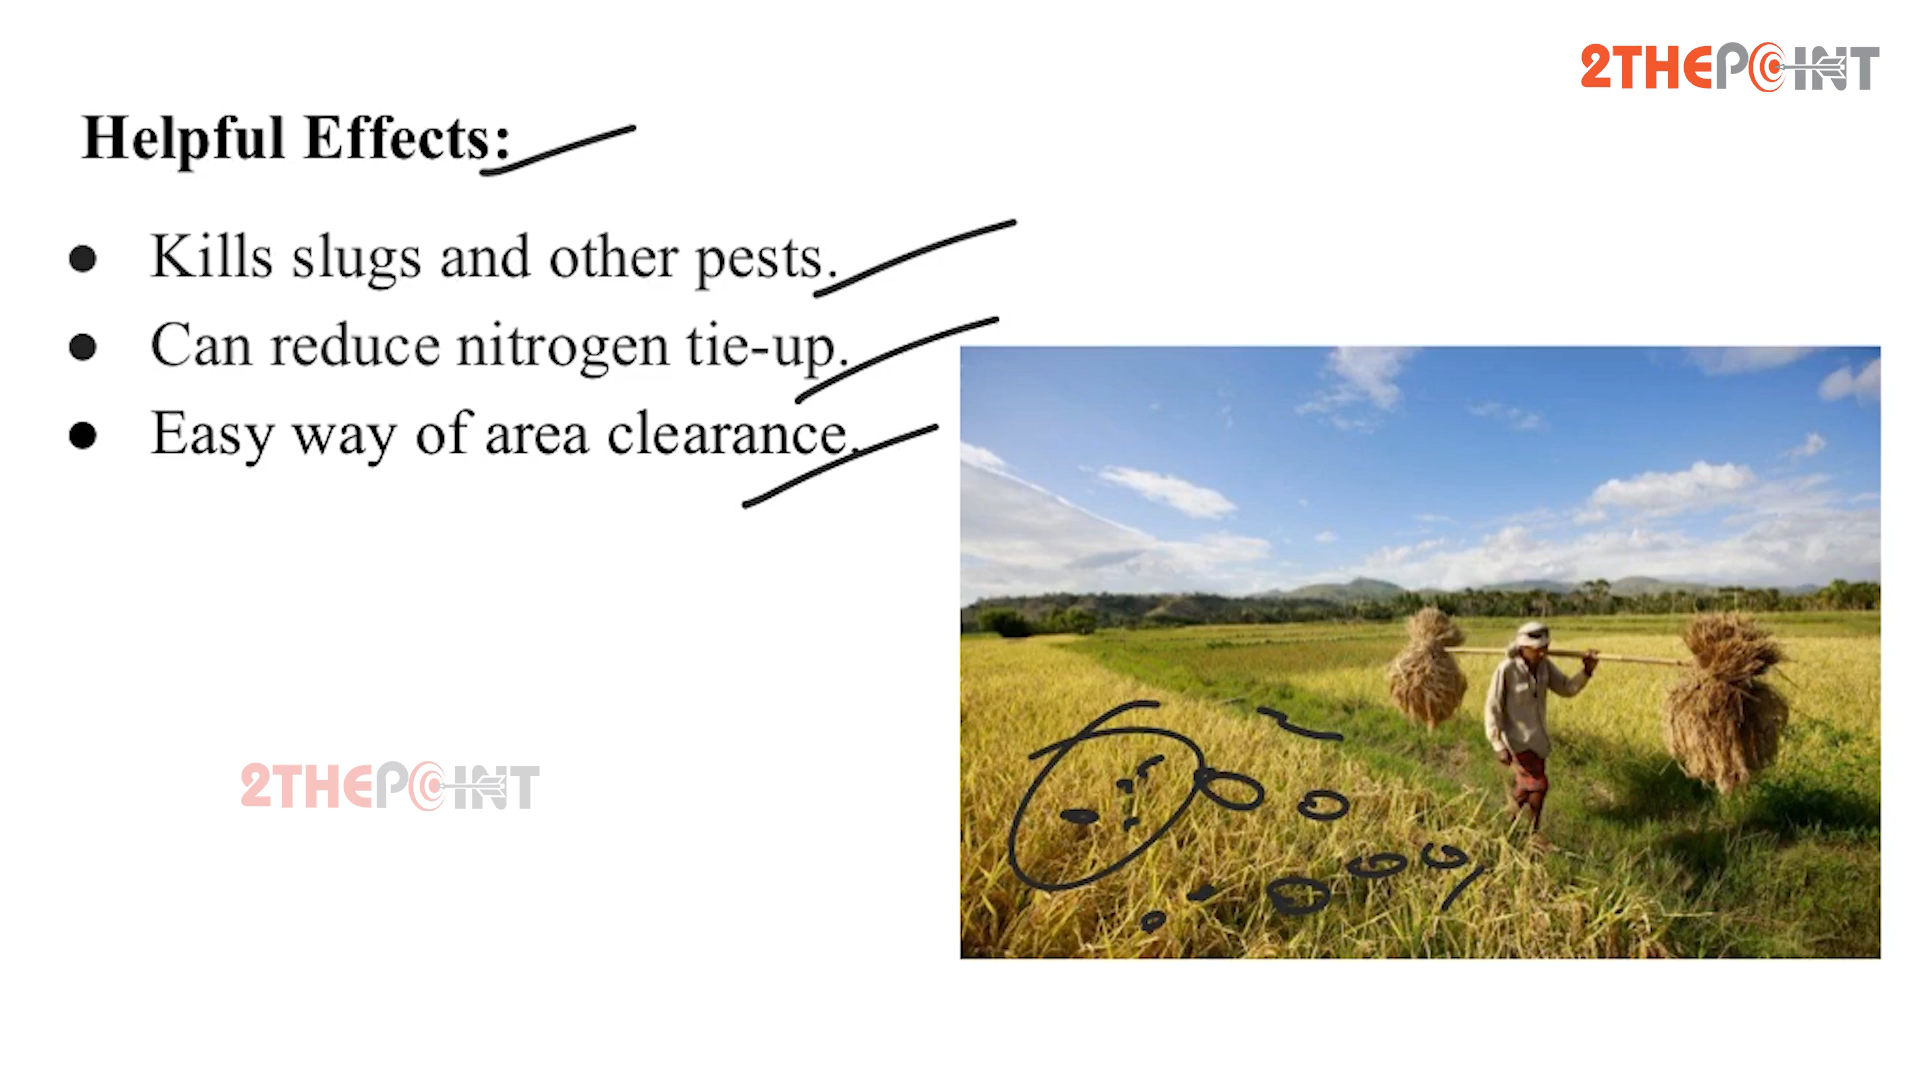 2THEPOINT
Helpful Effects:
● Kills slugs and other pests.
● Can reduce nitrogen tie-up.
● Easy way of area clearance.
2THEPOINT